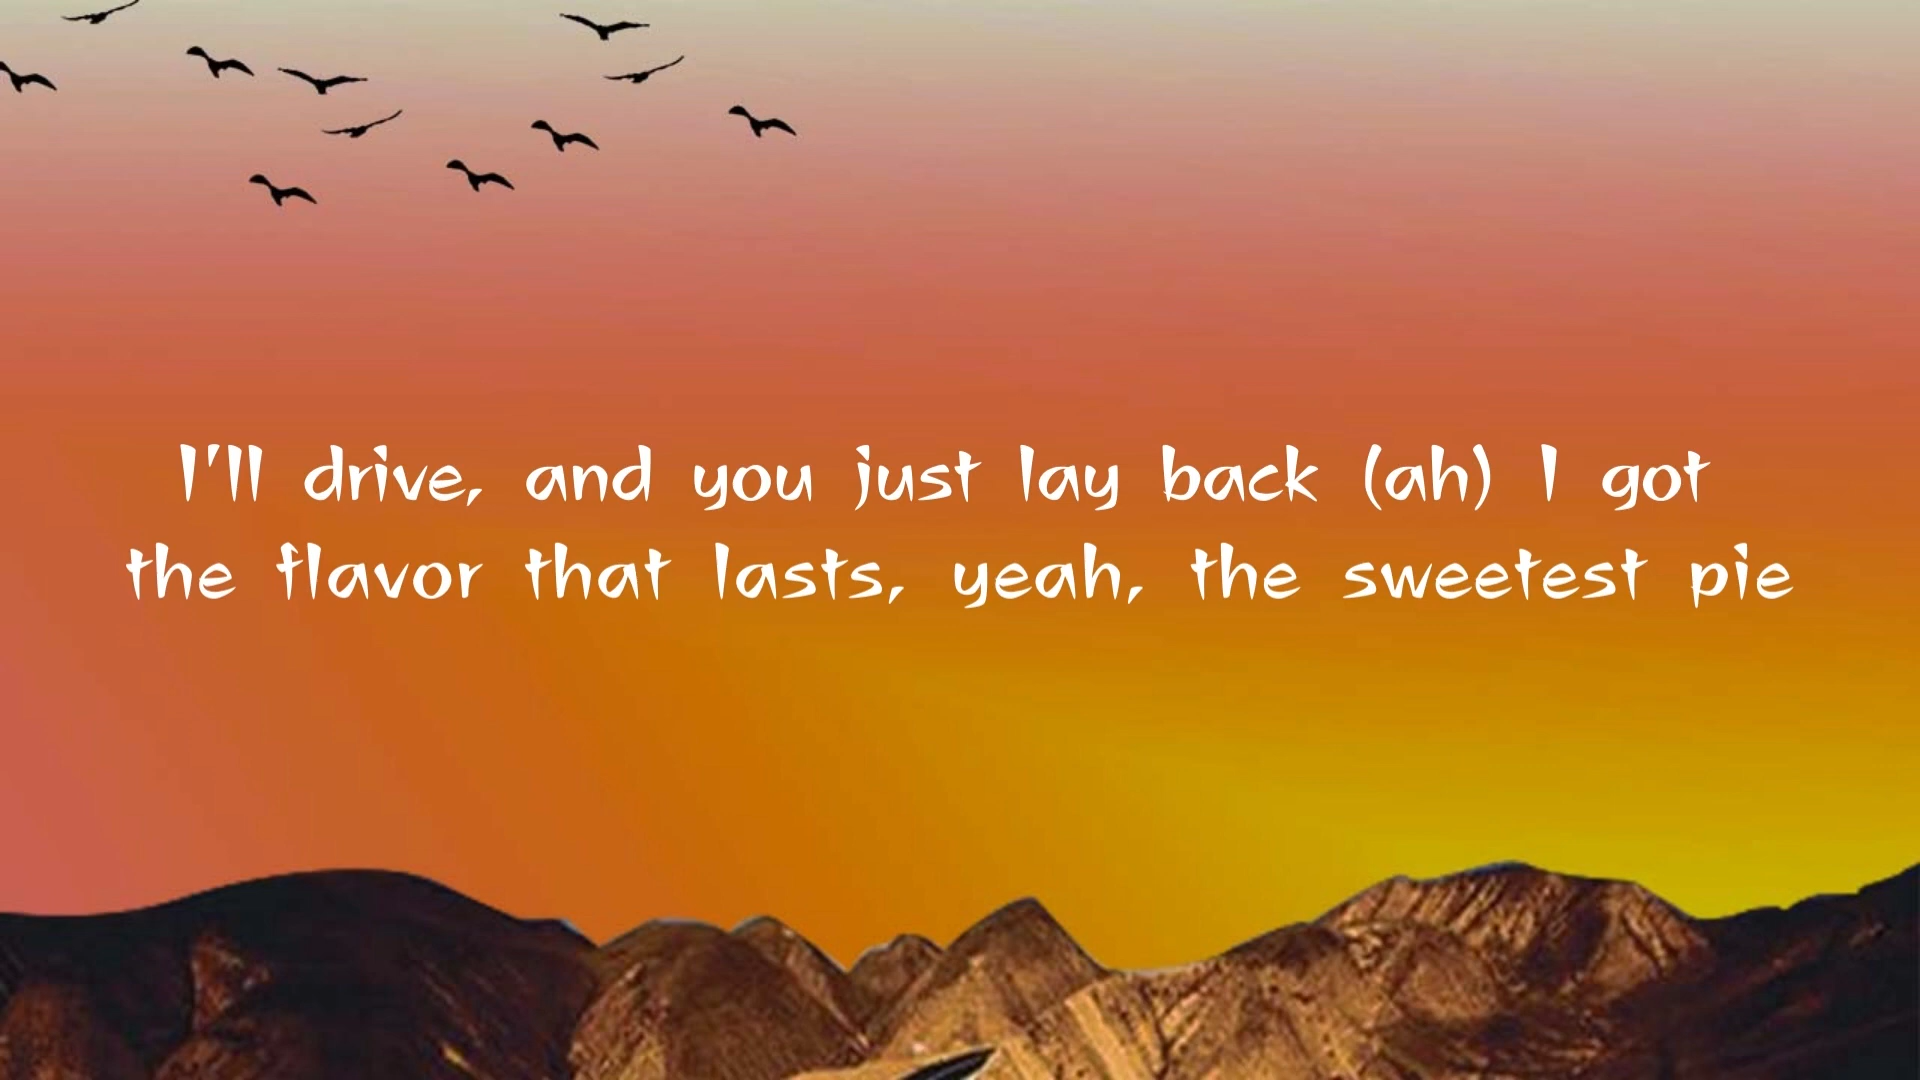 I'll drive, and you just lay back (ah) I got
the flavor that lasts, yeah, the sweetest pie